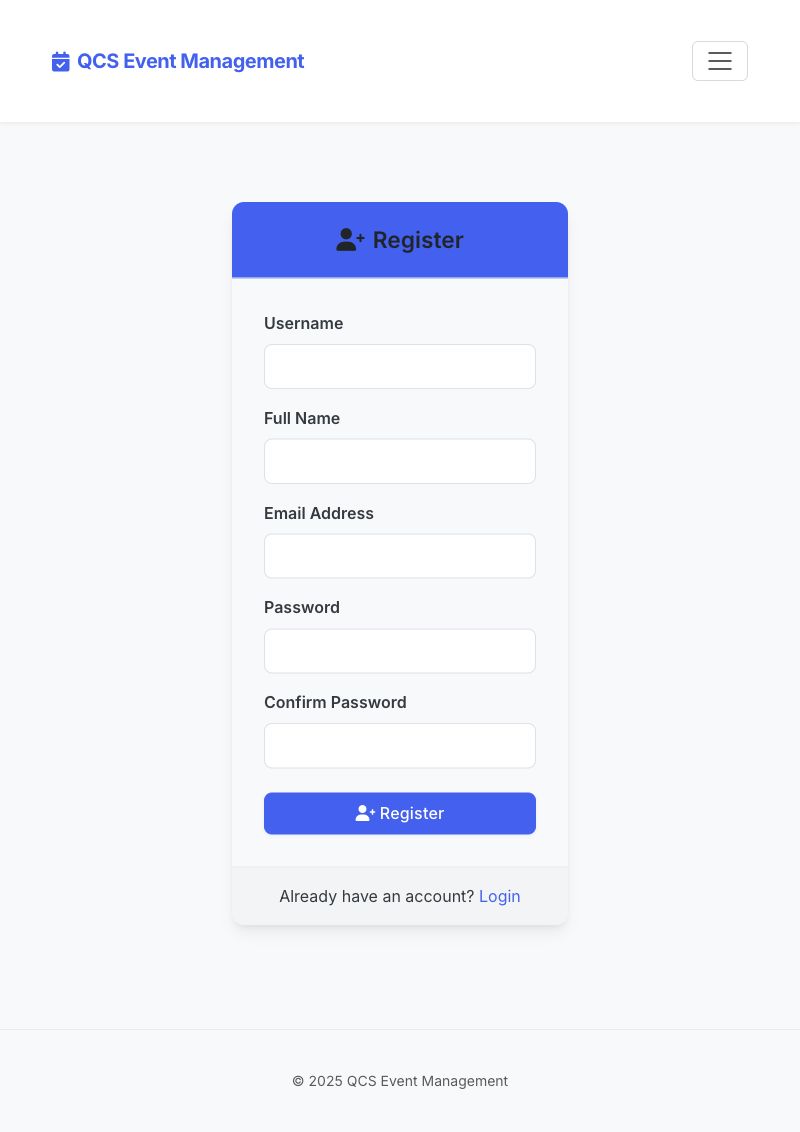 QCS Event Management
Register
Username
Full Name
Email Address
Password
Confirm Password
Register
Already have an account? Login
© 2025 QCS Event Management